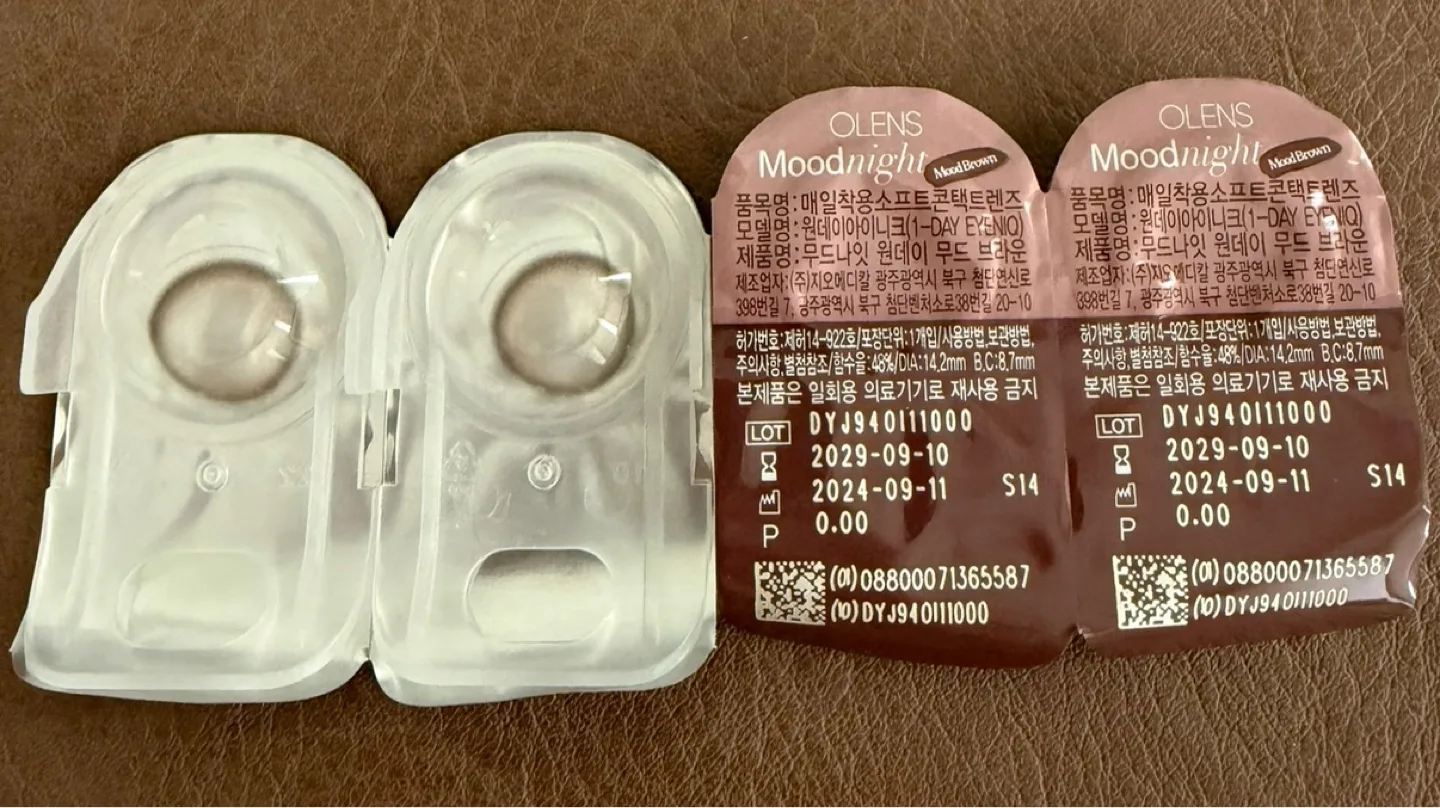 OLENS
Moodnight MoodBrown
품목명:매일착용소프트콘택트렌즈
모델명:원데이아이니크(1-DAY EYENIQ)
제품명:무드나잇 원데이 무드 브라운
제조업자:(주)지오메디칼 광주광역시 북구 첨단연신로
398번길 7, 광주광역시 북구 첨단벤처소로38번길 20-10
허가번호:제허14-922호/포장단위:1개입/사용방법,보관방법,
주의사항,별첨참조/함수율:48%/DIA:14.2mm B.C:8.7mm
본제품은 일회용 의료기기로 재사용 금지
LOT DYJ940111000
2029-09-10
2024-09-11 S14
P 0.00
(01)08800071365587
(10)DYJ940111000
OLENS
Moodnight MoodBrown
품목명:매일착용소프트콘택트렌즈
모델명:원데이아이니크(1-DAY EYENIQ)
제품명:무드나잇 원데이 무드 브라운
제조업자:(주)지오메디칼 광주광역시 북구 첨단연신로
398번길 7, 광주광역시 북구 첨단벤처소로38번길 20-10
허가번호:제허14-922호/포장단위:1개입/사용방법,보관방법,
주의사항,별첨참조/함수율:48%/DIA:14.2mm B.C:8.7mm
본제품은 일회용 의료기기로 재사용 금지
LOT DYJ940111000
2029-09-10
2024-09-11 S14
P 0.00
(01)08800071365587
(10)DYJ940111000